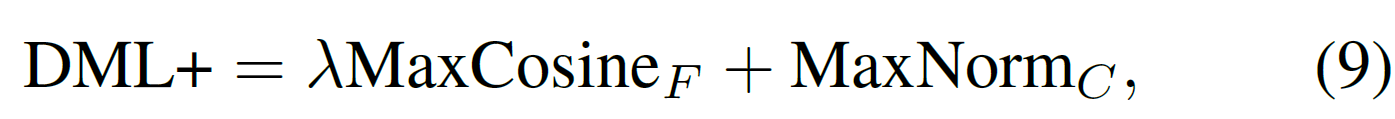 DML+ = λMaxCosine_F + MaxNorm_C, (9)